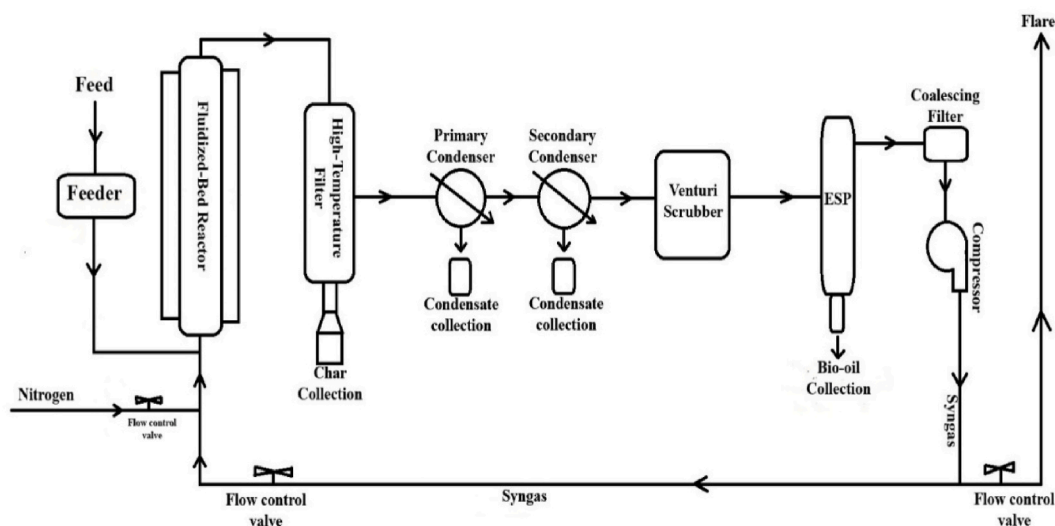 Flare
Feed
Feeder
Fluidized-Bed Reactor
High-Temperature
Filter
Primary
Condenser
Secondary
Condenser
Venturi
Scrubber
ESP
Coalescing
Filter
Compressor
Condensate
collection
Condensate
collection
Char
Collection
Bio-oil
Collection
Nitrogen
Flow control
valve
Syngas
Flow control
valve
Syngas
Flow control
valve